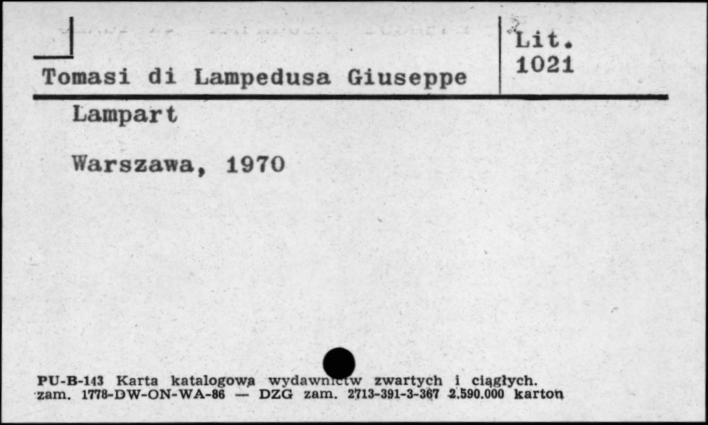 Lit.
1021
Tomasi di Lampedusa Giuseppe
Lampart
Warszawa, 1970
PU-B-143 Karta katalogowa wydawnictw zwartych i ciągłych.
zam. 1778-DW-ON-WA-86 — DZG zam. 2713-391-3-367 2.590.000 karton